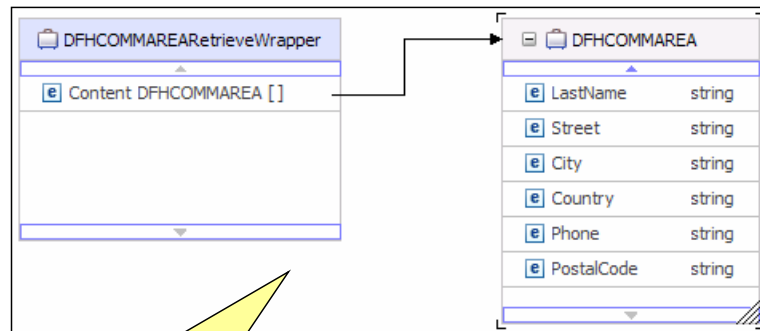 DFHCOMMAREARetrieveWrapper
e Content DFHCOMMAREA []
DFHCOMMAREA
e LastName string
e Street string
e City string
e Country string
e Phone string
e PostalCode string